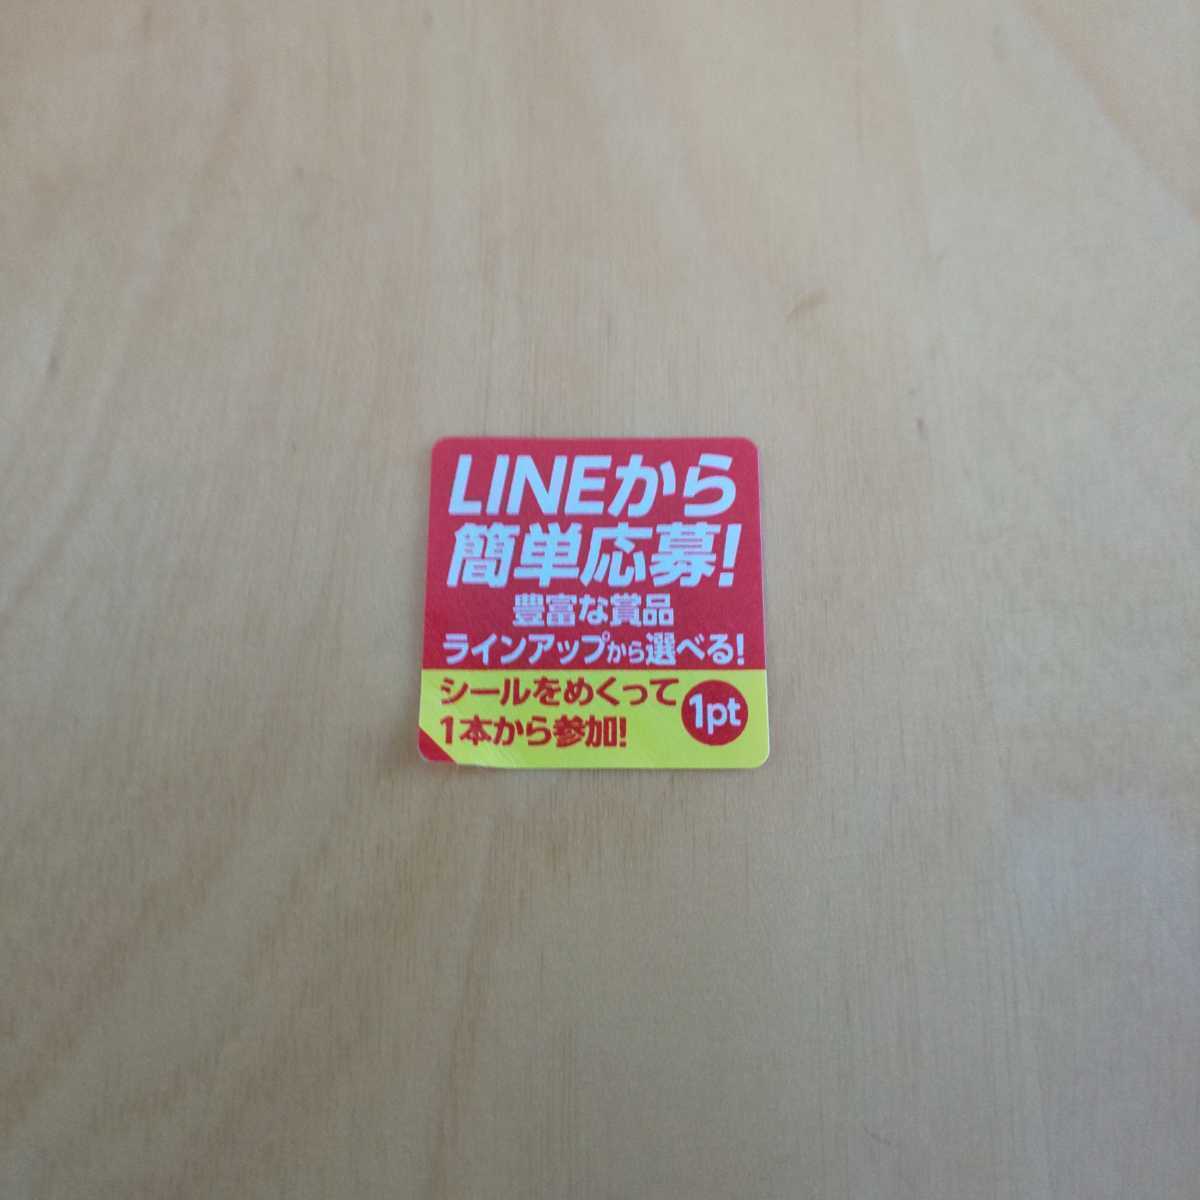 LINEから
簡単応募!
豊富な賞品
ラインアップから選べる!
シールをめくって
1本から参加!
1pt